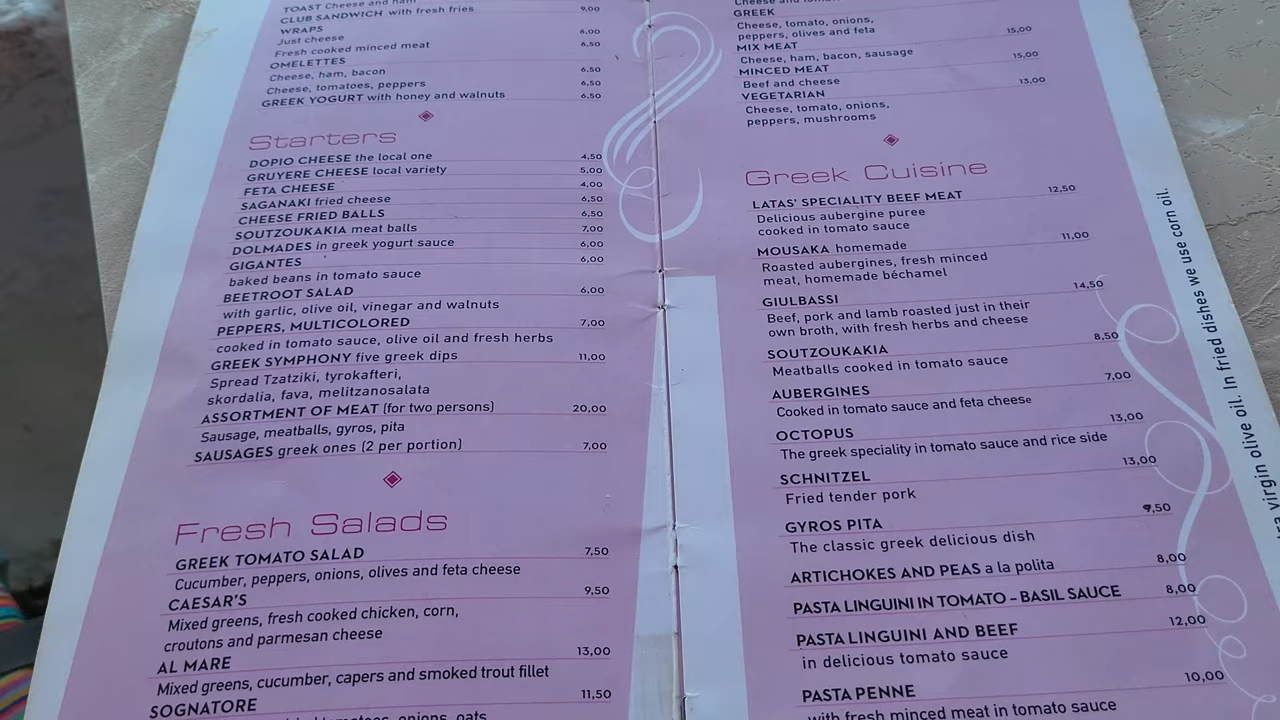 TOAST Cheese and ham
CLUB SANDWICH with fresh fries 9,00
WRAPS
Just cheese 6,00
Fresh cooked minced meat 6,50
OMELETTES
Cheese, ham, bacon 6,50
Cheese, tomatoes, peppers 6,50
GREEK YOGURT with honey and walnuts 6,50
Starters
DOPIO CHEESE the local one 4,50
GRUYERE CHEESE local variety 5,00
FETA CHEESE 4,00
SAGANAKI fried cheese 6,50
CHEESE FRIED BALLS 6,50
SOUTZOUKAKIA meat balls 7,00
DOLMADES in greek yogurt sauce 6,00
GIGANTES 6,00
baked beans in tomato sauce
BEETROOT SALAD 6,00
with garlic, olive oil, vinegar and walnuts
PEPPERS, MULTICOLORED 7,00
cooked in tomato sauce, olive oil and fresh herbs
GREEK SYMPHONY five greek dips 11,00
Spread Tzatziki, tyrokafteri,
skordalia, fava, melitzanosalata
ASSORTMENT OF MEAT (for two persons) 20,00
Sausage, meatballs, gyros, pita
SAUSAGES greek ones (2 per portion) 7,00
Fresh Salads
GREEK TOMATO SALAD 7,50
Cucumber, peppers, onions, olives and feta cheese
CAESAR'S 9,50
Mixed greens, fresh cooked chicken, corn,
croutons and parmesan cheese
AL MARE 13,00
Mixed greens, cucumber, capers and smoked trout fillet
SOGNATORE 11,50
tomatoes, onions, oats
Cheese and
GREEK
Cheese, tomato, onions, 15,00
peppers, olives and feta
MIX MEAT
Cheese, ham, bacon, sausage 15,00
MINCED MEAT
Beef and cheese 13,00
VEGETARIAN
Cheese, tomato, onions,
peppers, mushrooms
Greek Cuisine
LATAS' SPECIALITY BEEF MEAT 12,50
Delicious aubergine puree
cooked in tomato sauce
MOUSAKA homemade 11,00
Roasted aubergines, fresh minced
meat, homemade béchamel
GIULBASSI 14,50
Beef, pork and lamb roasted just in their
own broth, with fresh herbs and cheese
SOUTZOUKAKIA 8,50
Meatballs cooked in tomato sauce
AUBERGINES 7,00
Cooked in tomato sauce and feta cheese
OCTOPUS 13,00
The greek speciality in tomato sauce and rice side
SCHNITZEL 13,00
Fried tender pork
GYROS PITA 9,50
The classic greek delicious dish
ARTICHOKES AND PEAS a la polita 8,00
PASTA LINGUINI IN TOMATO – BASIL SAUCE 8,00
PASTA LINGUINI AND BEEF 12,00
in delicious tomato sauce
PASTA PENNE 10,00
with fresh minced meat in tomato sauce
virgin olive oil. In fried dishes we use corn oil.